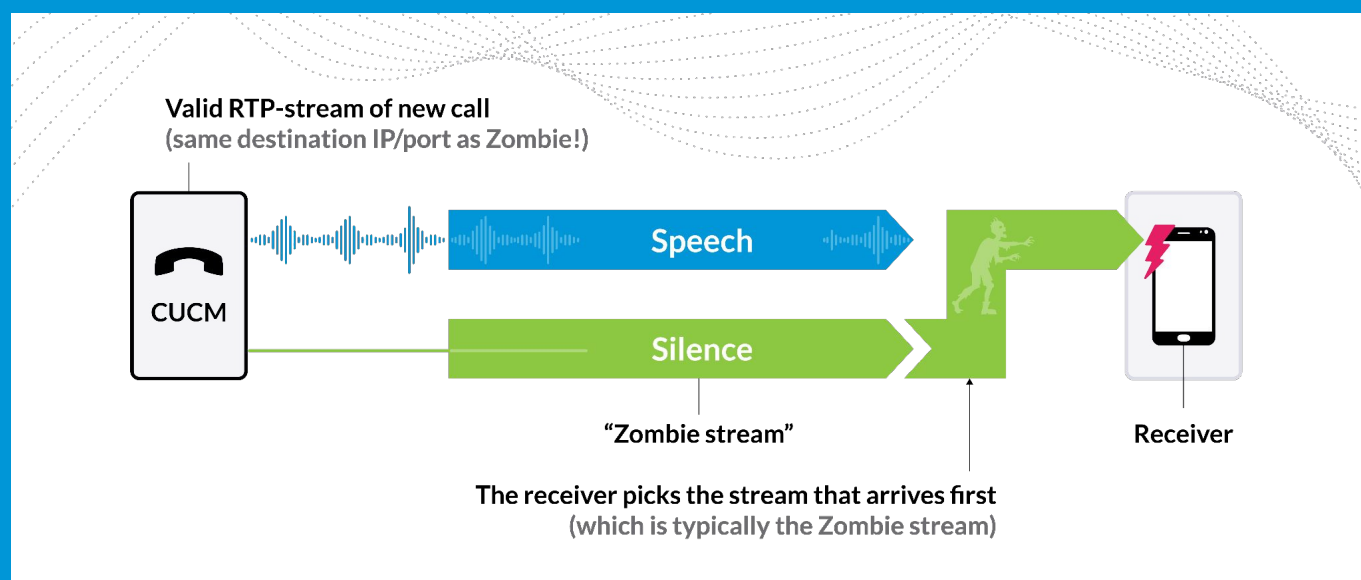 Valid RTP-stream of new call
(same destination IP/port as Zombie!)
CUCM
Speech
Silence
“Zombie stream”
Receiver
The receiver picks the stream that arrives first
(which is typically the Zombie stream)